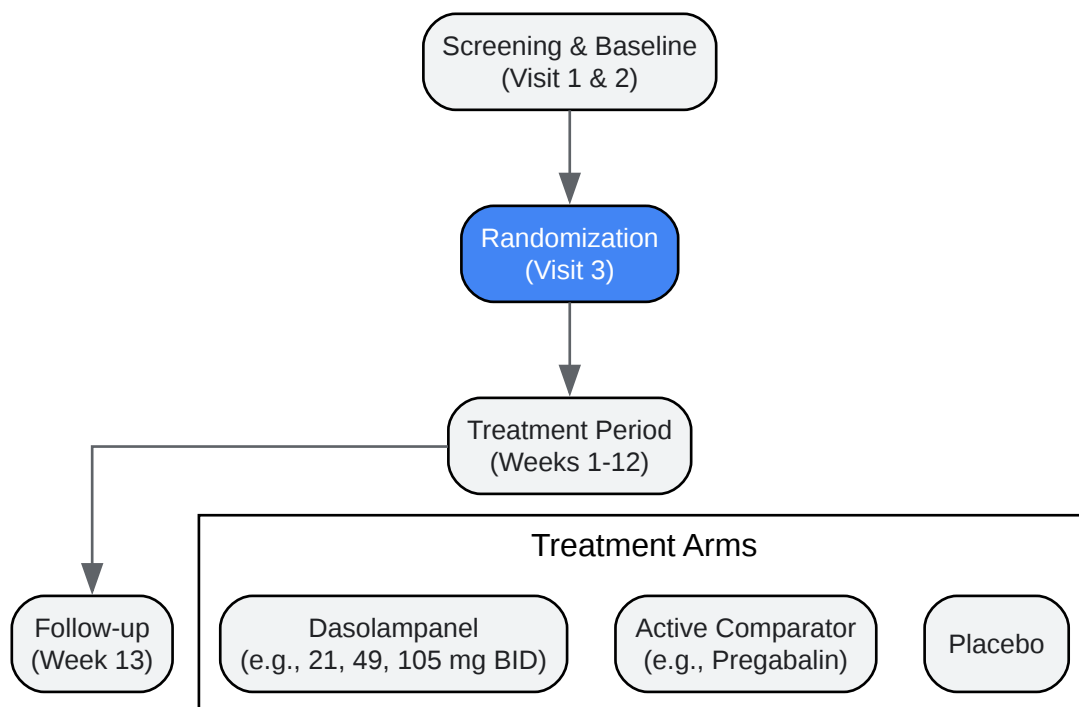 Screening & Baseline
(Visit 1 & 2)
Randomization
(Visit 3)
Treatment Period
(Weeks 1-12)
Treatment Arms
Follow-up
(Week 13)
Dasolampanel
(e.g., 21, 49, 105 mg BID)
Active Comparator
(e.g., Pregabalin)
Placebo